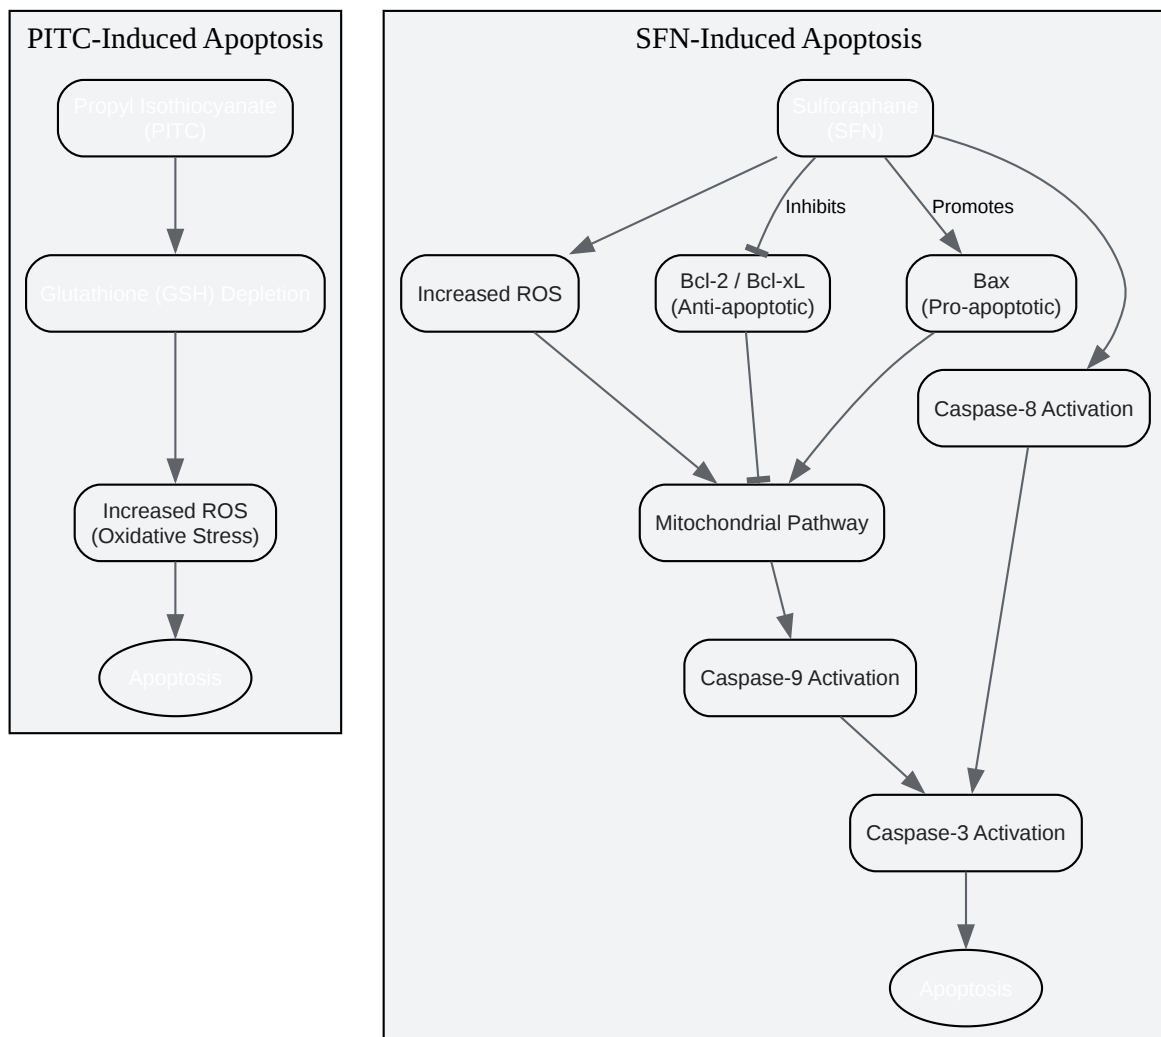 PITC-Induced Apoptosis
Propyl Isothiocyanate
(PITC)
Glutathione (GSH) Depletion
Increased ROS
(Oxidative Stress)
Apoptosis
SFN-Induced Apoptosis
Sulforaphane
(SFN)
Inhibits
Promotes
Increased ROS
Bcl-2 / Bcl-xL
(Anti-apoptotic)
Bax
(Pro-apoptotic)
Caspase-8 Activation
Mitochondrial Pathway
Caspase-9 Activation
Caspase-3 Activation
Apoptosis